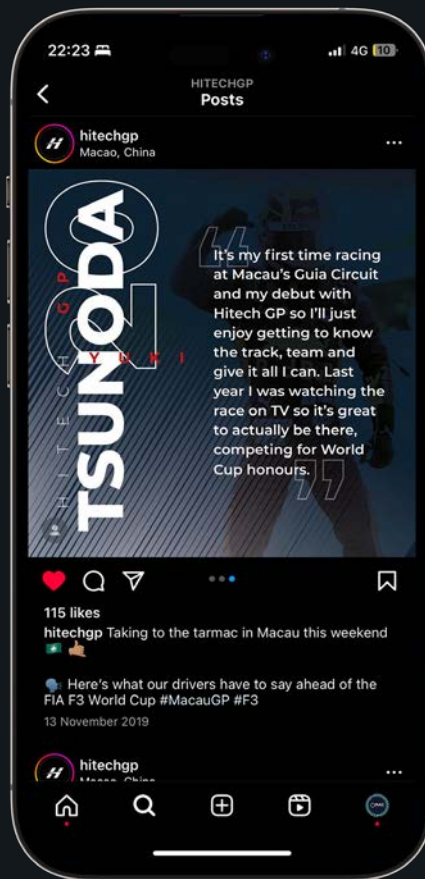 22:23
4G 10
HITECHGP
Posts
hitechgp
Macao, China
HITECH GP
TSUNODA
YUKI
It's my first time racing
at Macau's Guia Circuit
and my debut with
Hitech GP so I'll just
enjoy getting to know
the track, team and
give it all I can. Last
year I was watching the
race on TV so it's great
to actually be there,
competing for World
Cup honours.
115 likes
hitechgp Taking to the tarmac in Macau this weekend
🇲🇴 🤙🏽
🗣️ Here's what our drivers have to say ahead of the
FIA F3 World Cup #MacauGP #F3
13 November 2019
hitechgp
Macao, China